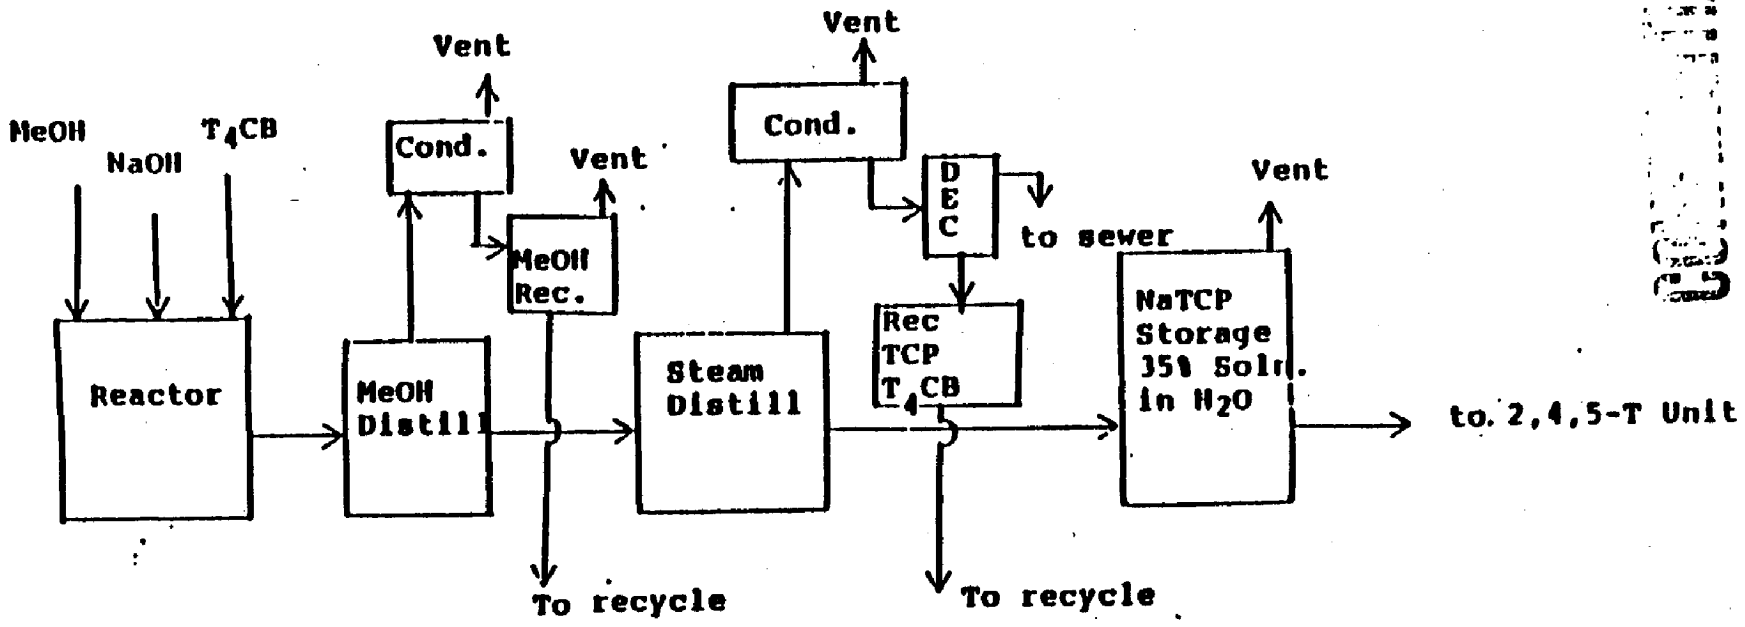 Vent
Vent
MeOH
NaOH
T₄CB
Cond.
Vent
Cond.
DEC
to sewer
Vent
MeOH
Rec.
Reactor
MeOH
Distill
Steam
Distill
Rec
TCP
T₄CB
NaTCP
Storage
35% Soln.
in H₂O
to 2,4,5-T Unit
To recycle
To recycle